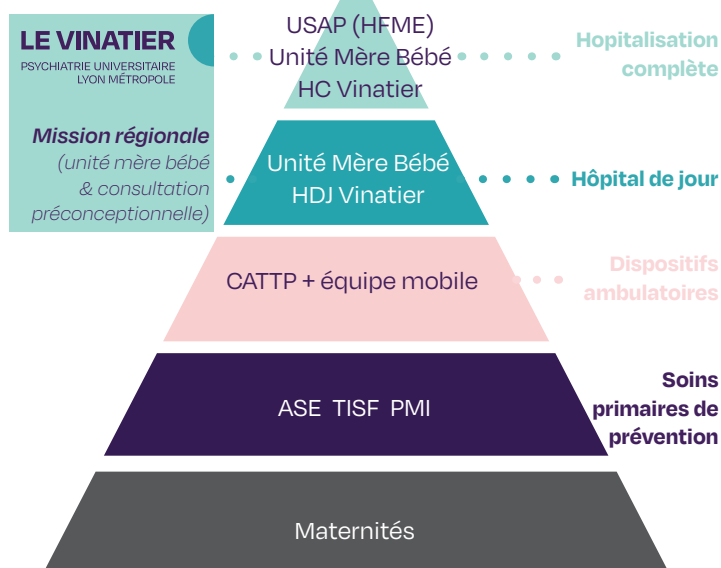 LE VINATIER
PSYCHIATRIE UNIVERSITAIRE
LYON MÉTROPOLE
Mission régionale
(unité mère bébé
& consultation
préconceptionnelle)
USAP (HFME)
Unité Mère Bébé
HC Vinatier
Hopitalisation
complète
Unité Mère Bébé
HDJ Vinatier
Hôpital de jour
CATTP + équipe mobile
Dispositifs
ambulatoires
ASE TISF PMI
Soins
primaires de
prévention
Maternités